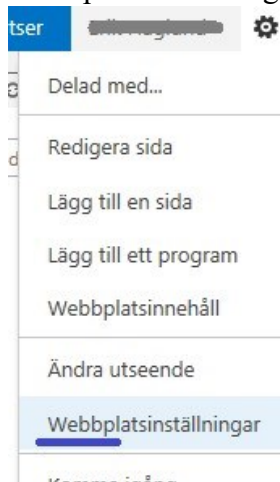 tser
Delad med...
Redigera sida
Lägg till en sida
Lägg till ett program
Webbplatsinnehåll
Ändra utseende
Webbplatsinställningar